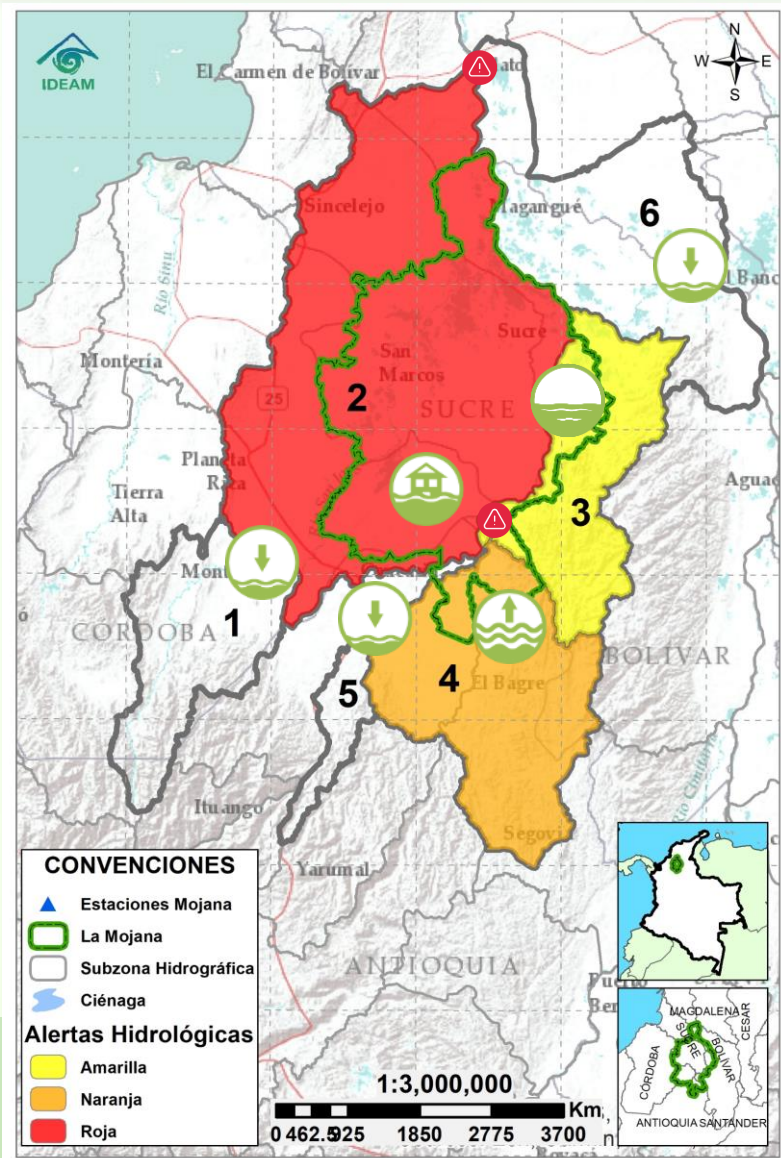 IDEAM
El Carmen de Bolívar
N
W
E
S
Sincelejo
Magangué
6
Río Sinú
Sucre
Montería
San
Marcos
2
25
SUCRE
Planeta
Rica
Tierra
Alta
3
1
CÓRDOBA
BOLÍVAR
4
5
El Bagre
Ituango
Yarumal
ANTIOQUIA
CONVENCIONES
Estaciones Mojana
La Mojana
Subzona Hidrográfica
Ciénaga
Alertas Hidrológicas
Amarilla
Naranja
Roja
1:3,000,000
Km
0 462.5 925 1850 2775 3700
MAGDALENA
CESAR
SUCRE
BOLÍVAR
CÓRDOBA
ANTIOQUIA SANTANDER